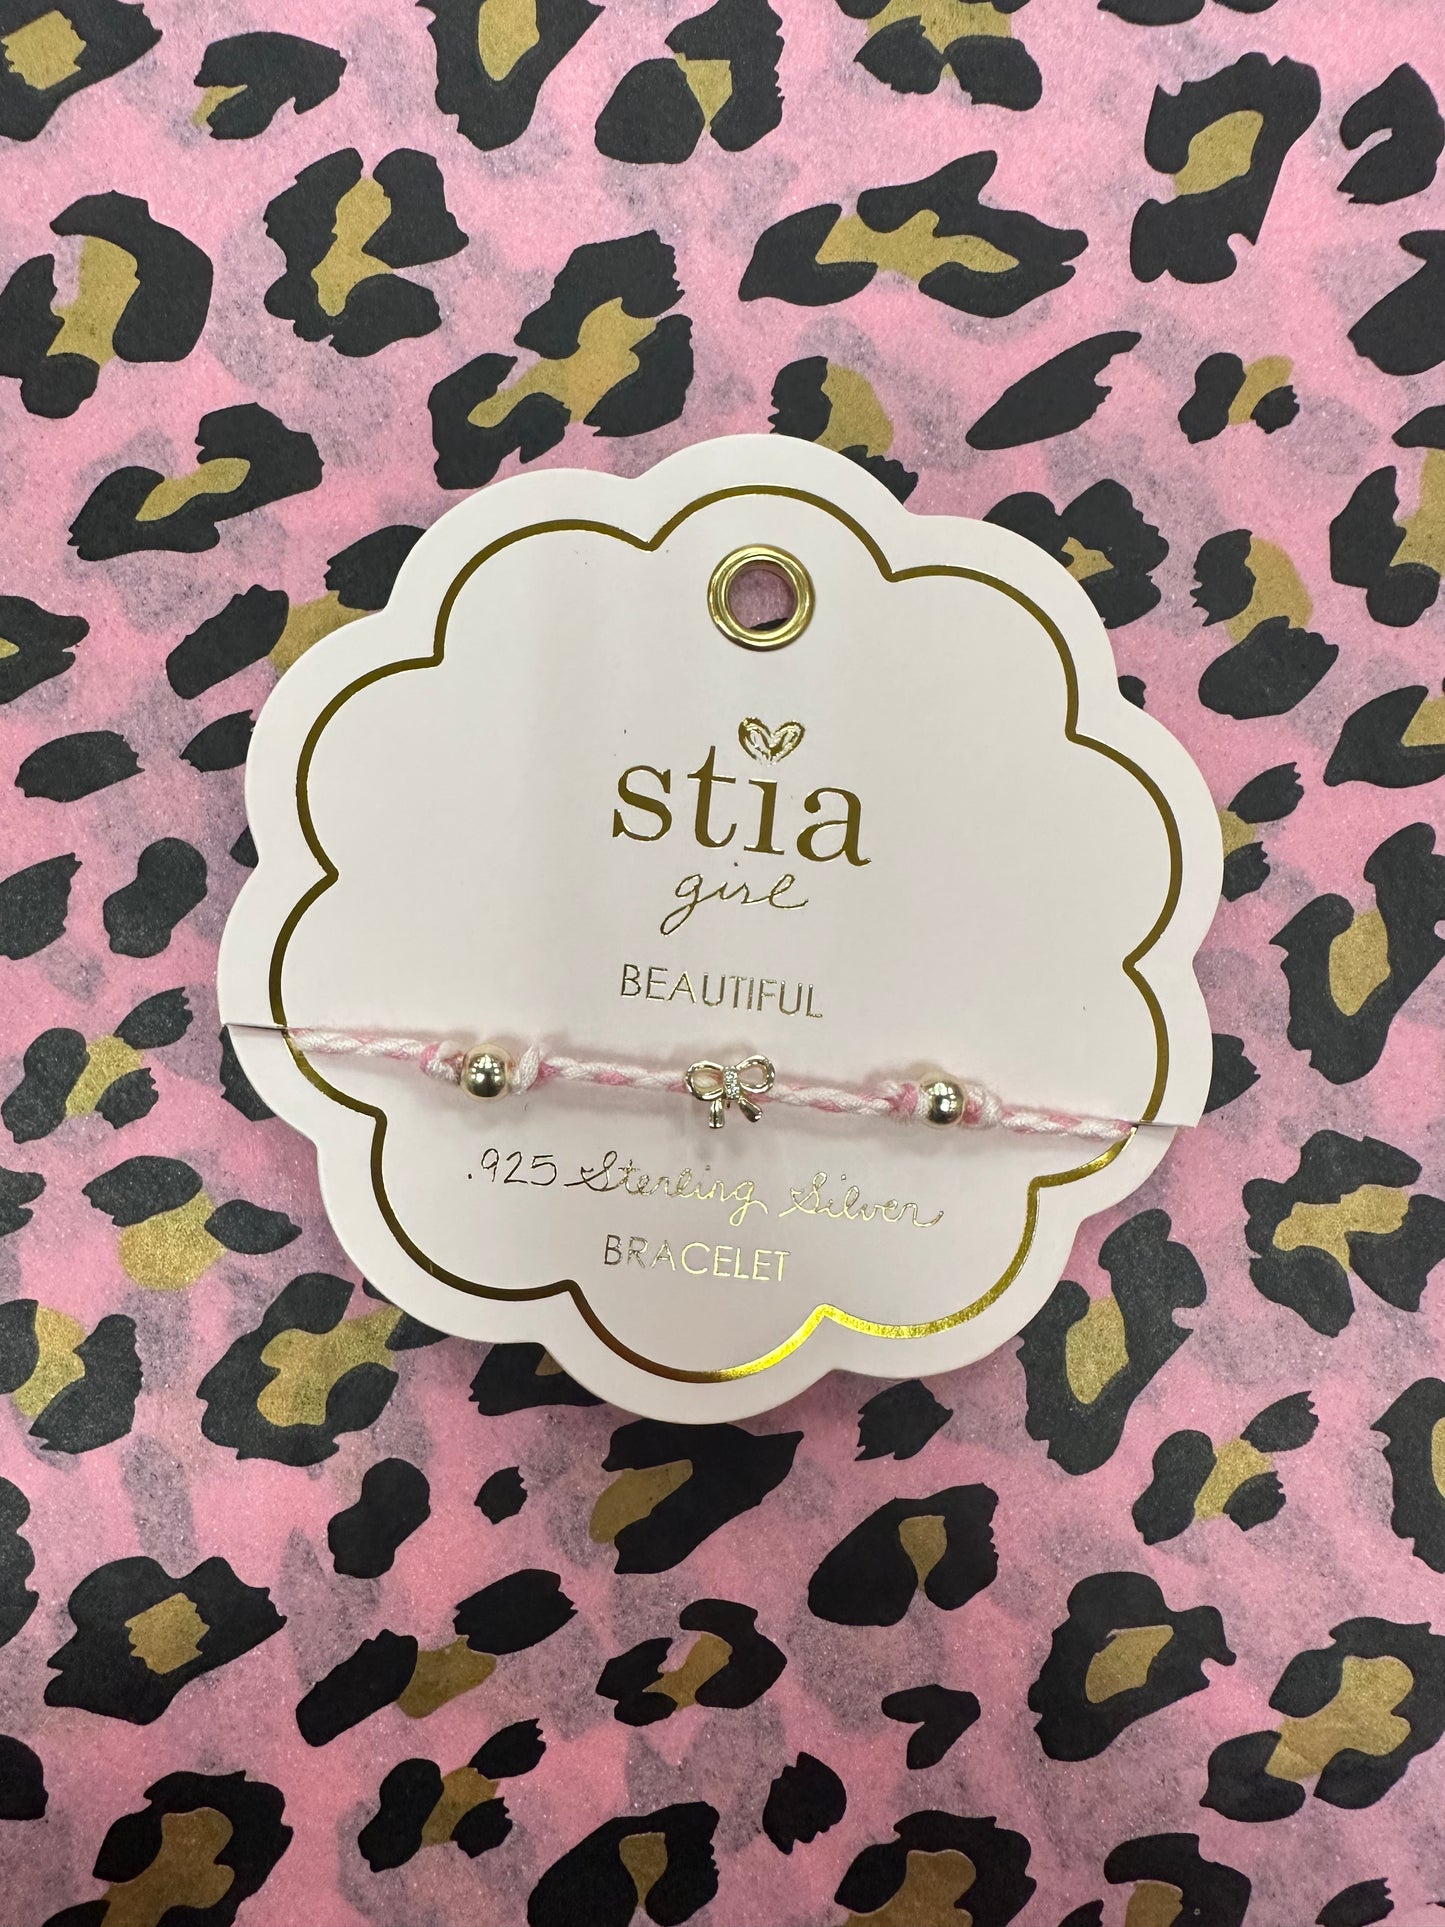 stia
girl
BEAUTIFUL
.925 Sterling Silver
BRACELET